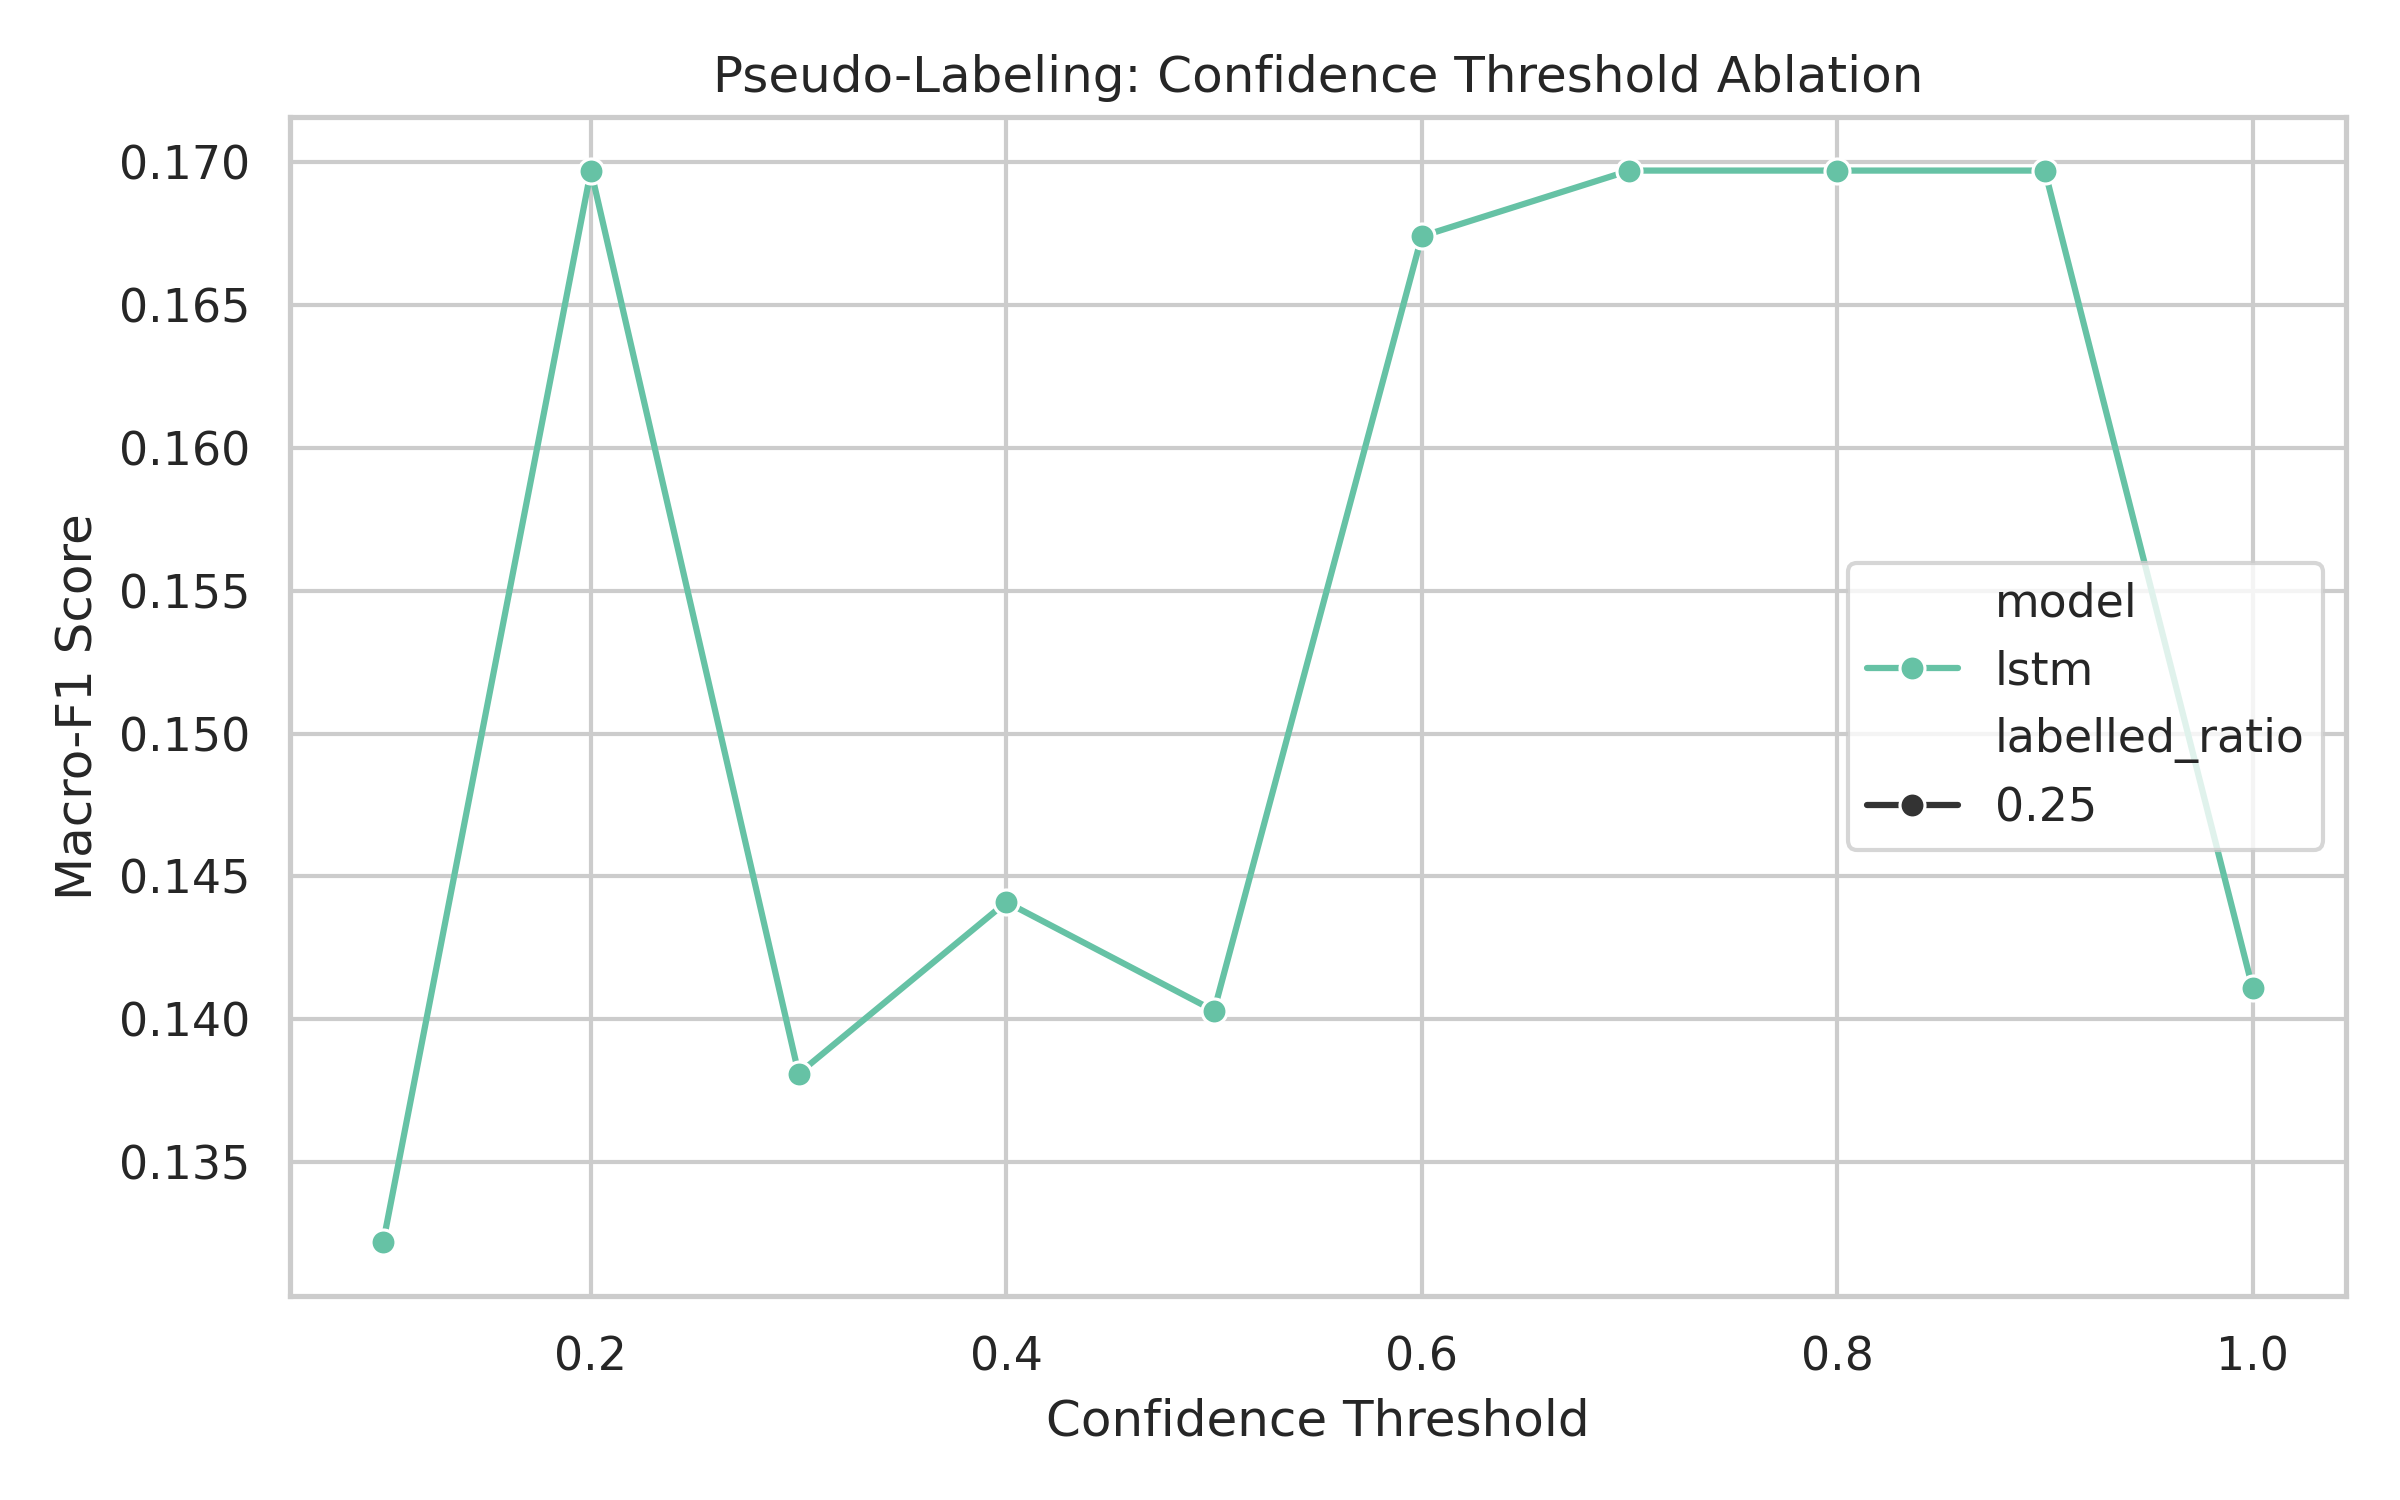 Pseudo-Labeling: Confidence Threshold Ablation
Macro-F1 Score
0.170
0.165
0.160
0.155
0.150
0.145
0.140
0.135
model
lstm
labelled_ratio
0.25
0.2 0.4 0.6 0.8 1.0
Confidence Threshold